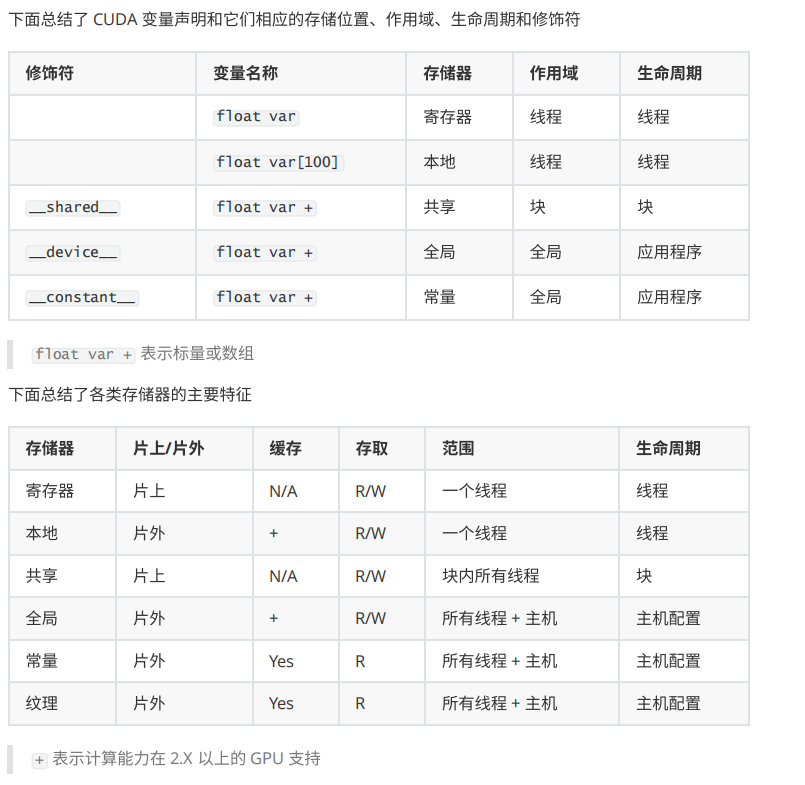 下面总结了 CUDA 变量声明和它们相应的存储位置、作用域、生命周期和修饰符
修饰符 变量名称 存储器 作用域 生命周期
float var 寄存器 线程 线程
float var[100] 本地 线程 线程
__shared__ float var + 共享 块 块
__device__ float var + 全局 全局 应用程序
__constant__ float var + 常量 全局 应用程序
float var + 表示标量或数组
下面总结了各类存储器的主要特征
存储器 片上/片外 缓存 存取 范围 生命周期
寄存器 片上 N/A R/W 一个线程 线程
本地 片外 + R/W 一个线程 线程
共享 片上 N/A R/W 块内所有线程 块
全局 片外 + R/W 所有线程 + 主机 主机配置
常量 片外 Yes R 所有线程 + 主机 主机配置
纹理 片外 Yes R 所有线程 + 主机 主机配置
+ 表示计算能力在 2.X 以上的 GPU 支持